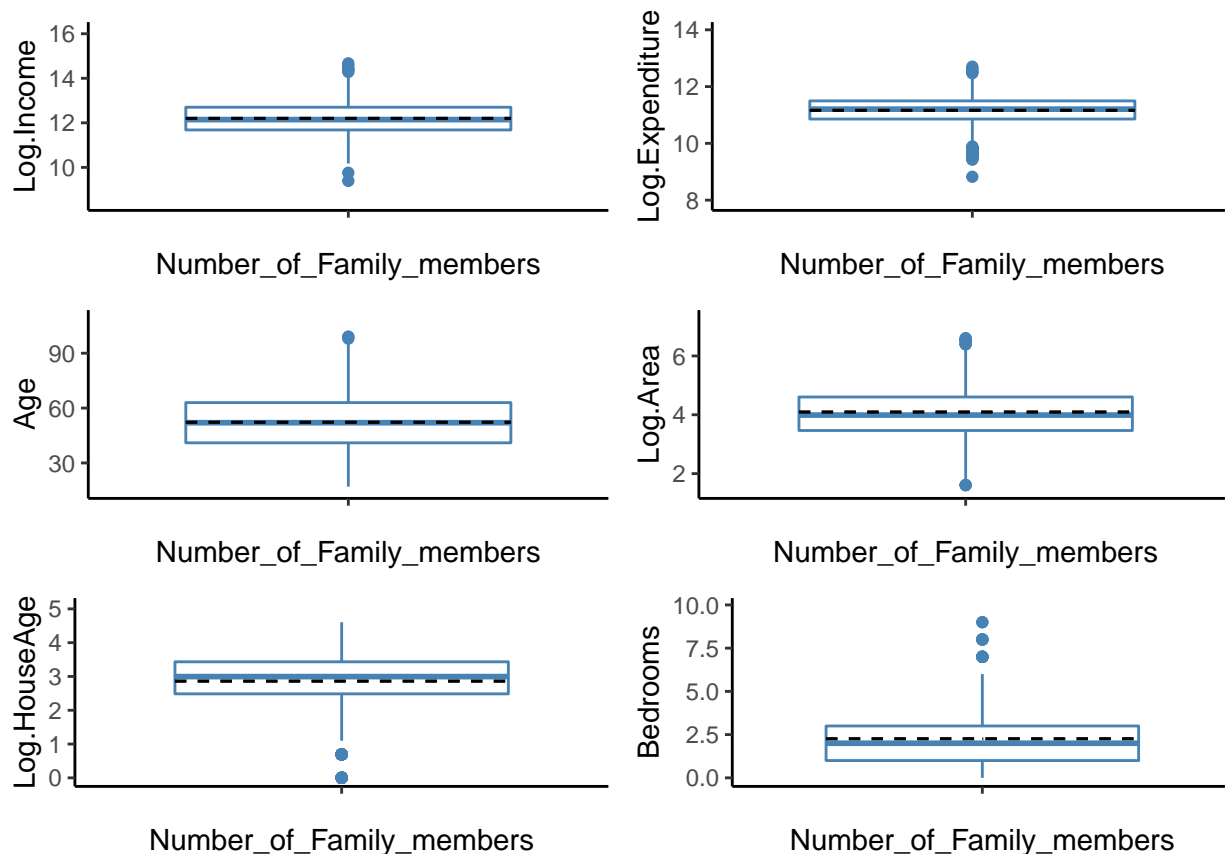 Log.Income
16
14
12
10
Number_of_Family_members
Log.Expenditure
14
12
10
8
Number_of_Family_members
Age
90
60
30
Number_of_Family_members
Log.Area
6
4
2
Number_of_Family_members
Log.HouseAge
5
4
3
2
1
0
Number_of_Family_members
Bedrooms
10.0
7.5
5.0
2.5
0.0
Number_of_Family_members